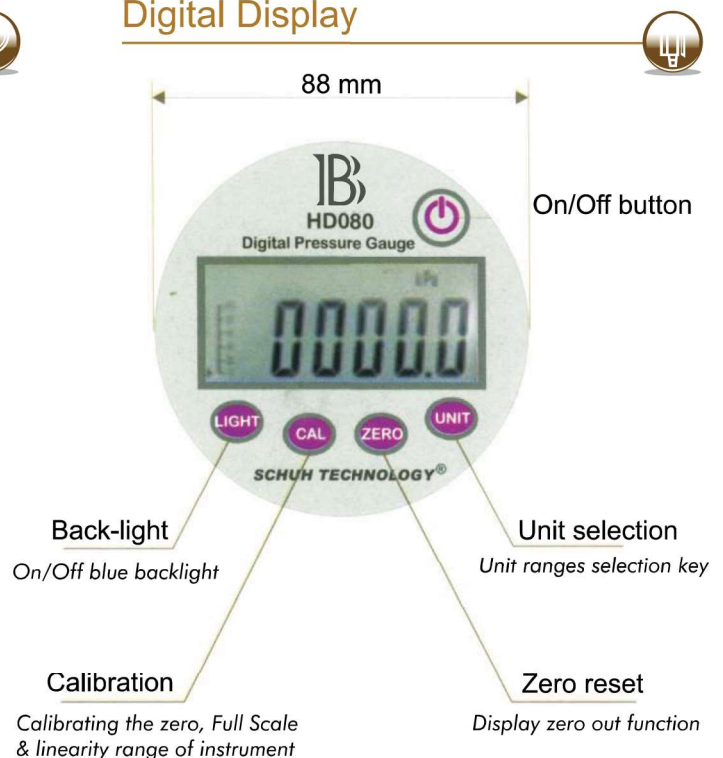 Digital Display
88 mm
B
HD080
Digital Pressure Gauge
On/Off button
kPa
0000.0
LIGHT
CAL
ZERO
UNIT
SCHUH TECHNOLOGY®
Back-light
On/Off blue backlight
Unit selection
Unit ranges selection key
Calibration
Calibrating the zero, Full Scale
& linearity range of instrument
Zero reset
Display zero out function